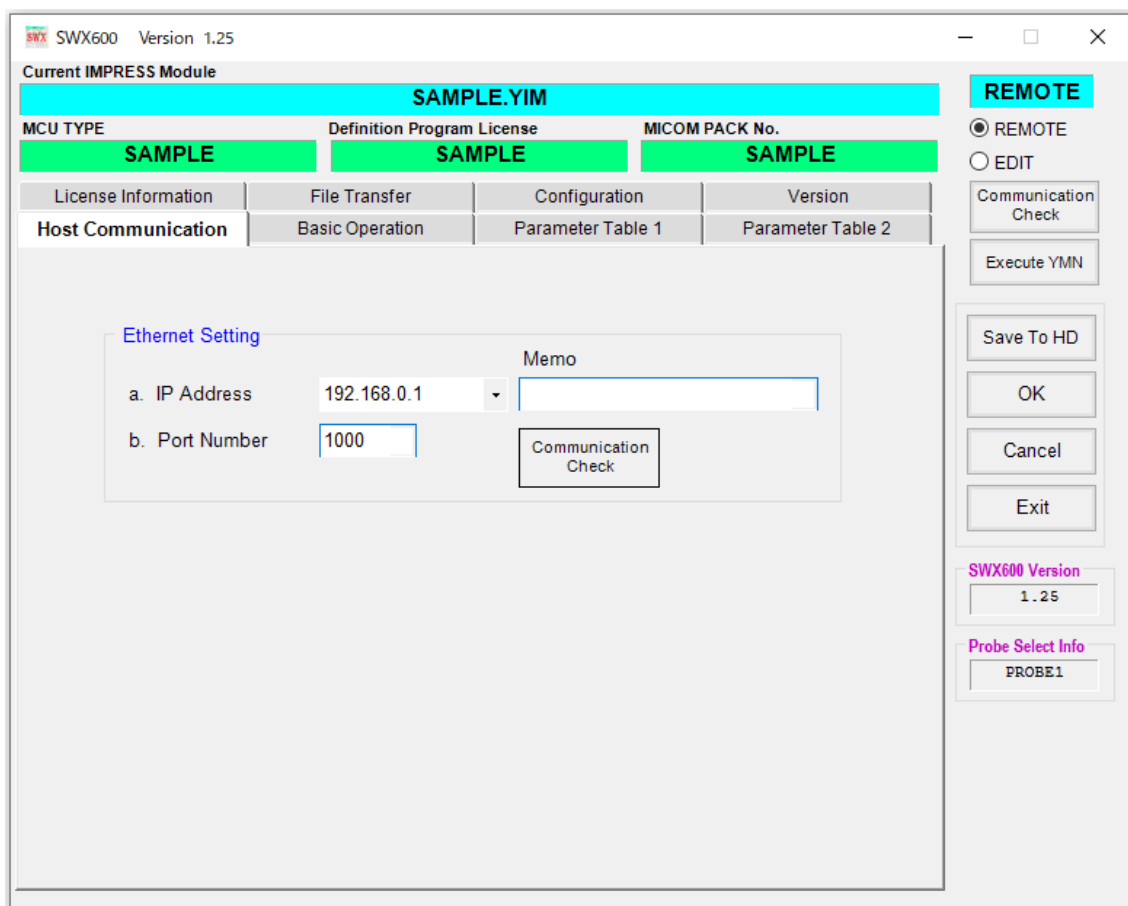 SWX600 Version 1.25
Current IMPRESS Module
SAMPLE.YIM
MCU TYPE Definition Program License MICOM PACK No.
SAMPLE SAMPLE SAMPLE
License Information File Transfer Configuration Version
Host Communication Basic Operation Parameter Table 1 Parameter Table 2
Ethernet Setting
Memo
a. IP Address 192.168.0.1
b. Port Number 1000
Communication
Check
REMOTE
REMOTE
EDIT
Communication
Check
Execute YMN
Save To HD
OK
Cancel
Exit
SWX600 Version
1.25
Probe Select Info
PROBE1